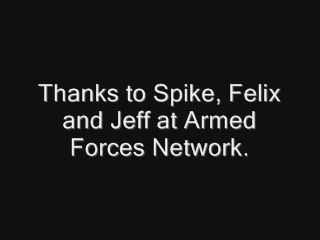 Thanks to Spike, Felix
and Jeff at Armed
Forces Network.